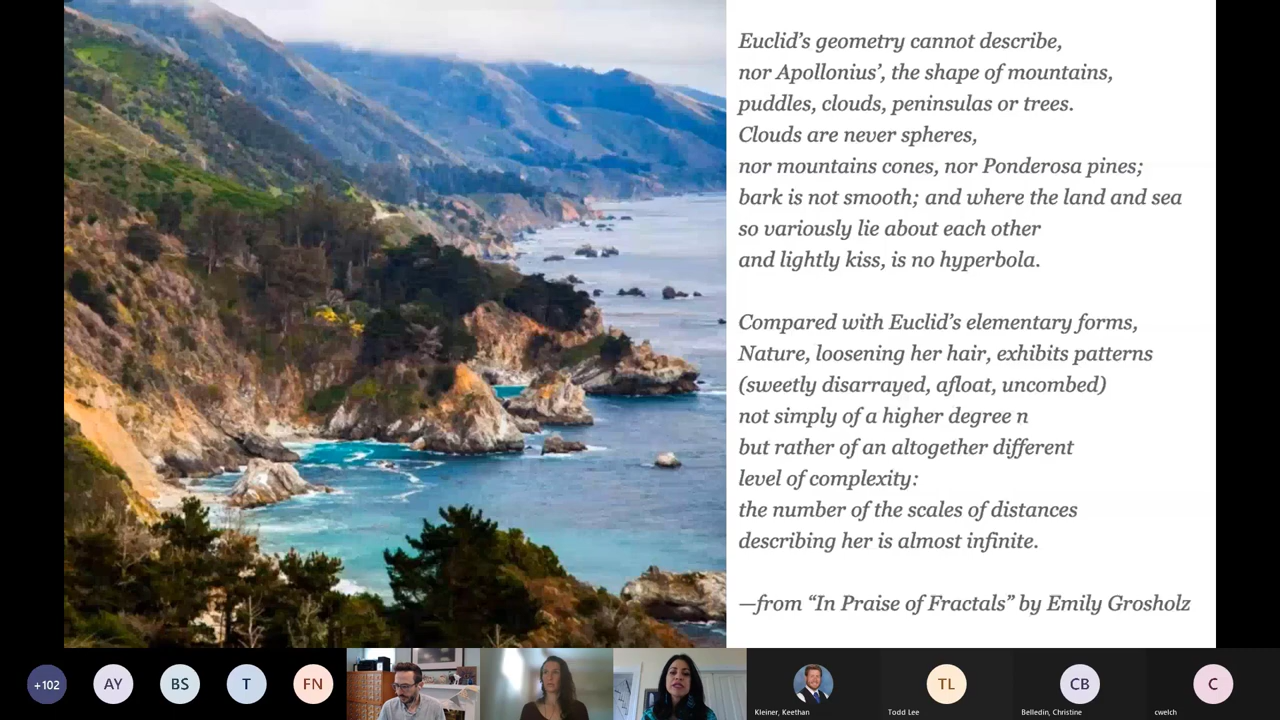 Euclid’s geometry cannot describe,
nor Apollonius’, the shape of mountains,
puddles, clouds, peninsulas or trees.
Clouds are never spheres,
nor mountains cones, nor Ponderosa pines;
bark is not smooth; and where the land and sea
so variously lie about each other
and lightly kiss, is no hyperbola.
Compared with Euclid’s elementary forms,
Nature, loosening her hair, exhibits patterns
(sweetly disarrayed, afloat, uncombed)
not simply of a higher degree n
but rather of an altogether different
level of complexity:
the number of the scales of distances
describing her is almost infinite.
—from “In Praise of Fractals” by Emily Grosholz
+102
AY
BS
T
FN
Kleiner, Keethan
TL
Todd Lee
CB
Belledin, Christine
C
cwelch